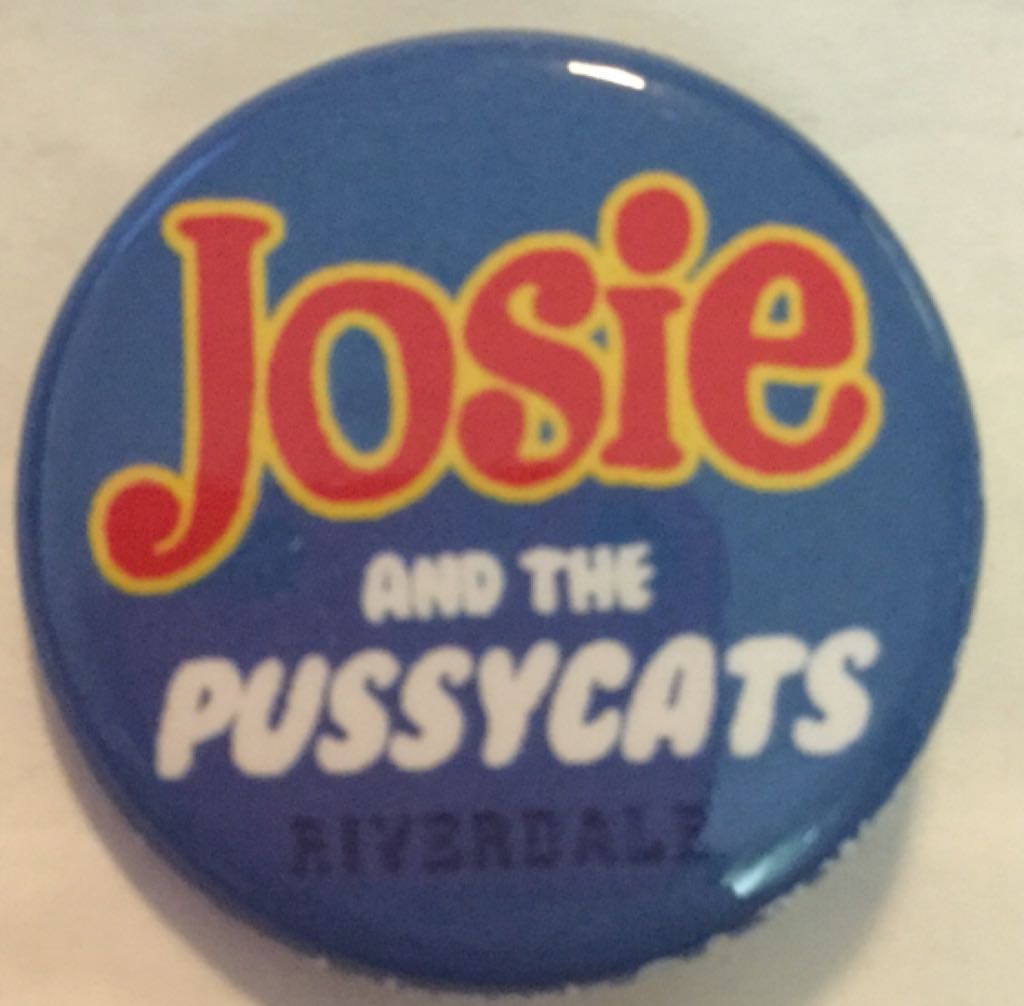 Josie
AND THE
PUSSYCATS
RIVERDALE